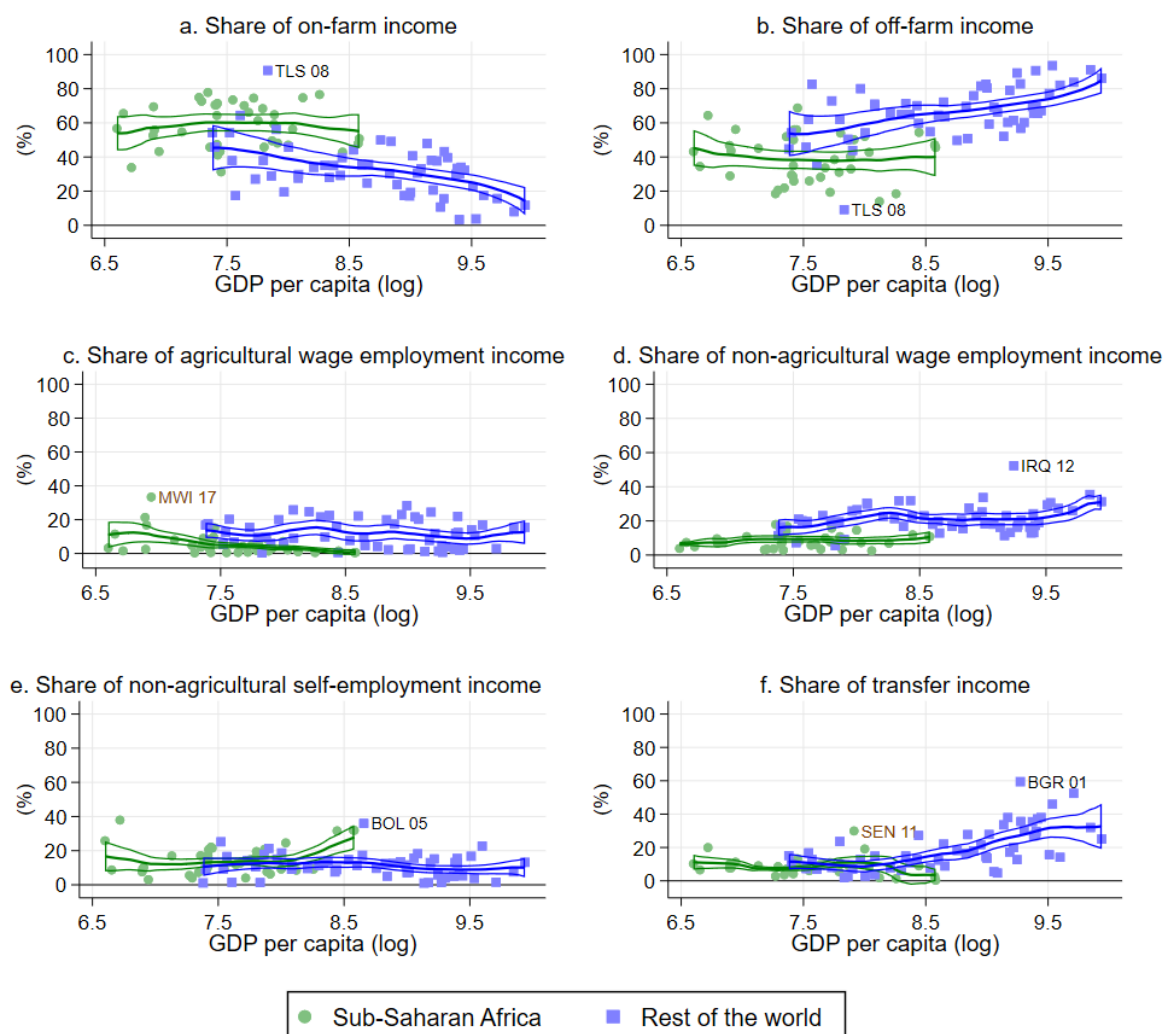 a. Share of on-farm income
b. Share of off-farm income
100
80
60
40
20
0
(%)
TLS 08
6.5 7.5 8.5 9.5
GDP per capita (log)
100
80
60
40
20
0
(%)
TLS 08
6.5 7.5 8.5 9.5
GDP per capita (log)
c. Share of agricultural wage employment income
d. Share of non-agricultural wage employment income
100
80
60
40
20
0
(%)
MWI 17
6.5 7.5 8.5 9.5
GDP per capita (log)
100
80
60
40
20
0
(%)
IRQ 12
6.5 7.5 8.5 9.5
GDP per capita (log)
e. Share of non-agricultural self-employment income
f. Share of transfer income
100
80
60
40
20
0
(%)
BOL 05
6.5 7.5 8.5 9.5
GDP per capita (log)
100
80
60
40
20
0
(%)
BGR 01
SEN 11
6.5 7.5 8.5 9.5
GDP per capita (log)
Sub-Saharan Africa
Rest of the world